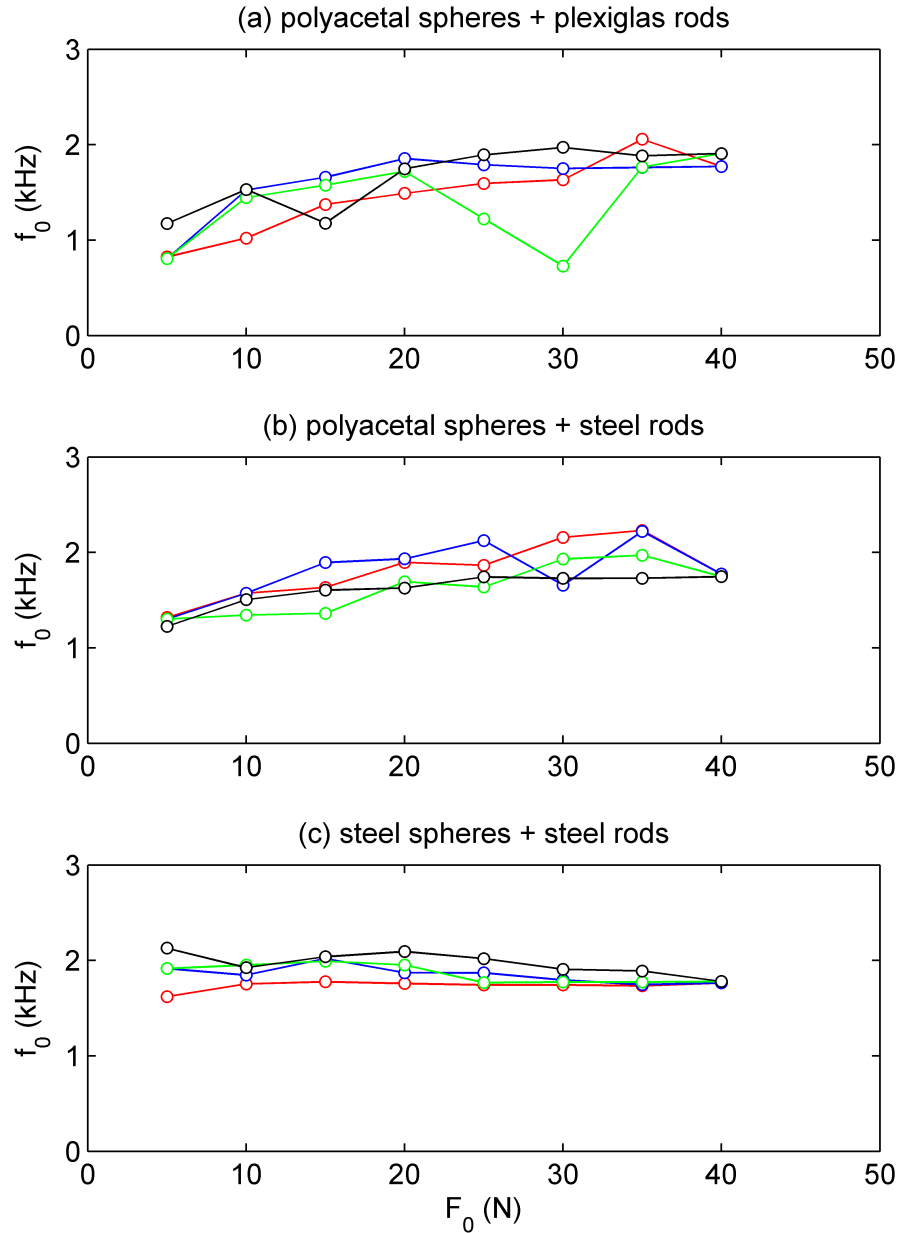 (a) polyacetal spheres + plexiglas rods
3
2
1
0
f0 (kHz)
0 10 20 30 40 50
(b) polyacetal spheres + steel rods
3
2
1
0
f0 (kHz)
0 10 20 30 40 50
(c) steel spheres + steel rods
3
2
1
0
f0 (kHz)
0 10 20 30 40 50
F0 (N)